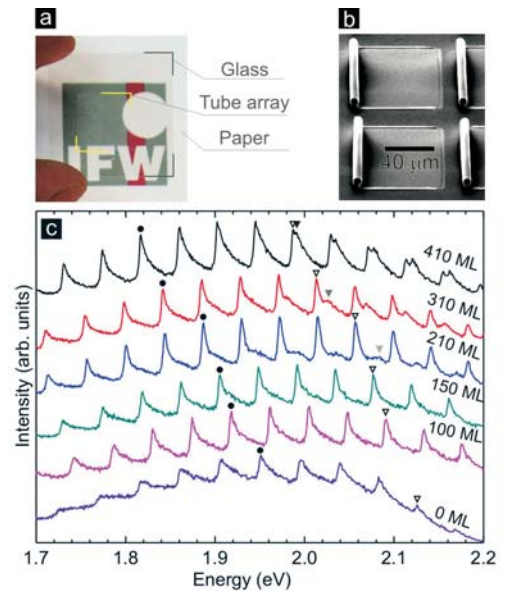 a
Glass
Tube array
Paper
IFW
b
40 µm
c
410 ML
310 ML
210 ML
150 ML
100 ML
0 ML
Intensity (arb. units)
1.7 1.8 1.9 2.0 2.1 2.2
Energy (eV)